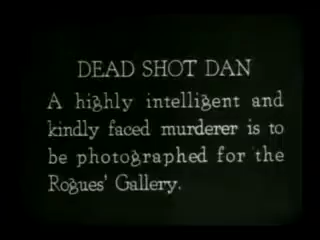 DEAD SHOT DAN
A highly intelligent and
kindly faced murderer is to
be photographed for the
Rogues' Gallery.